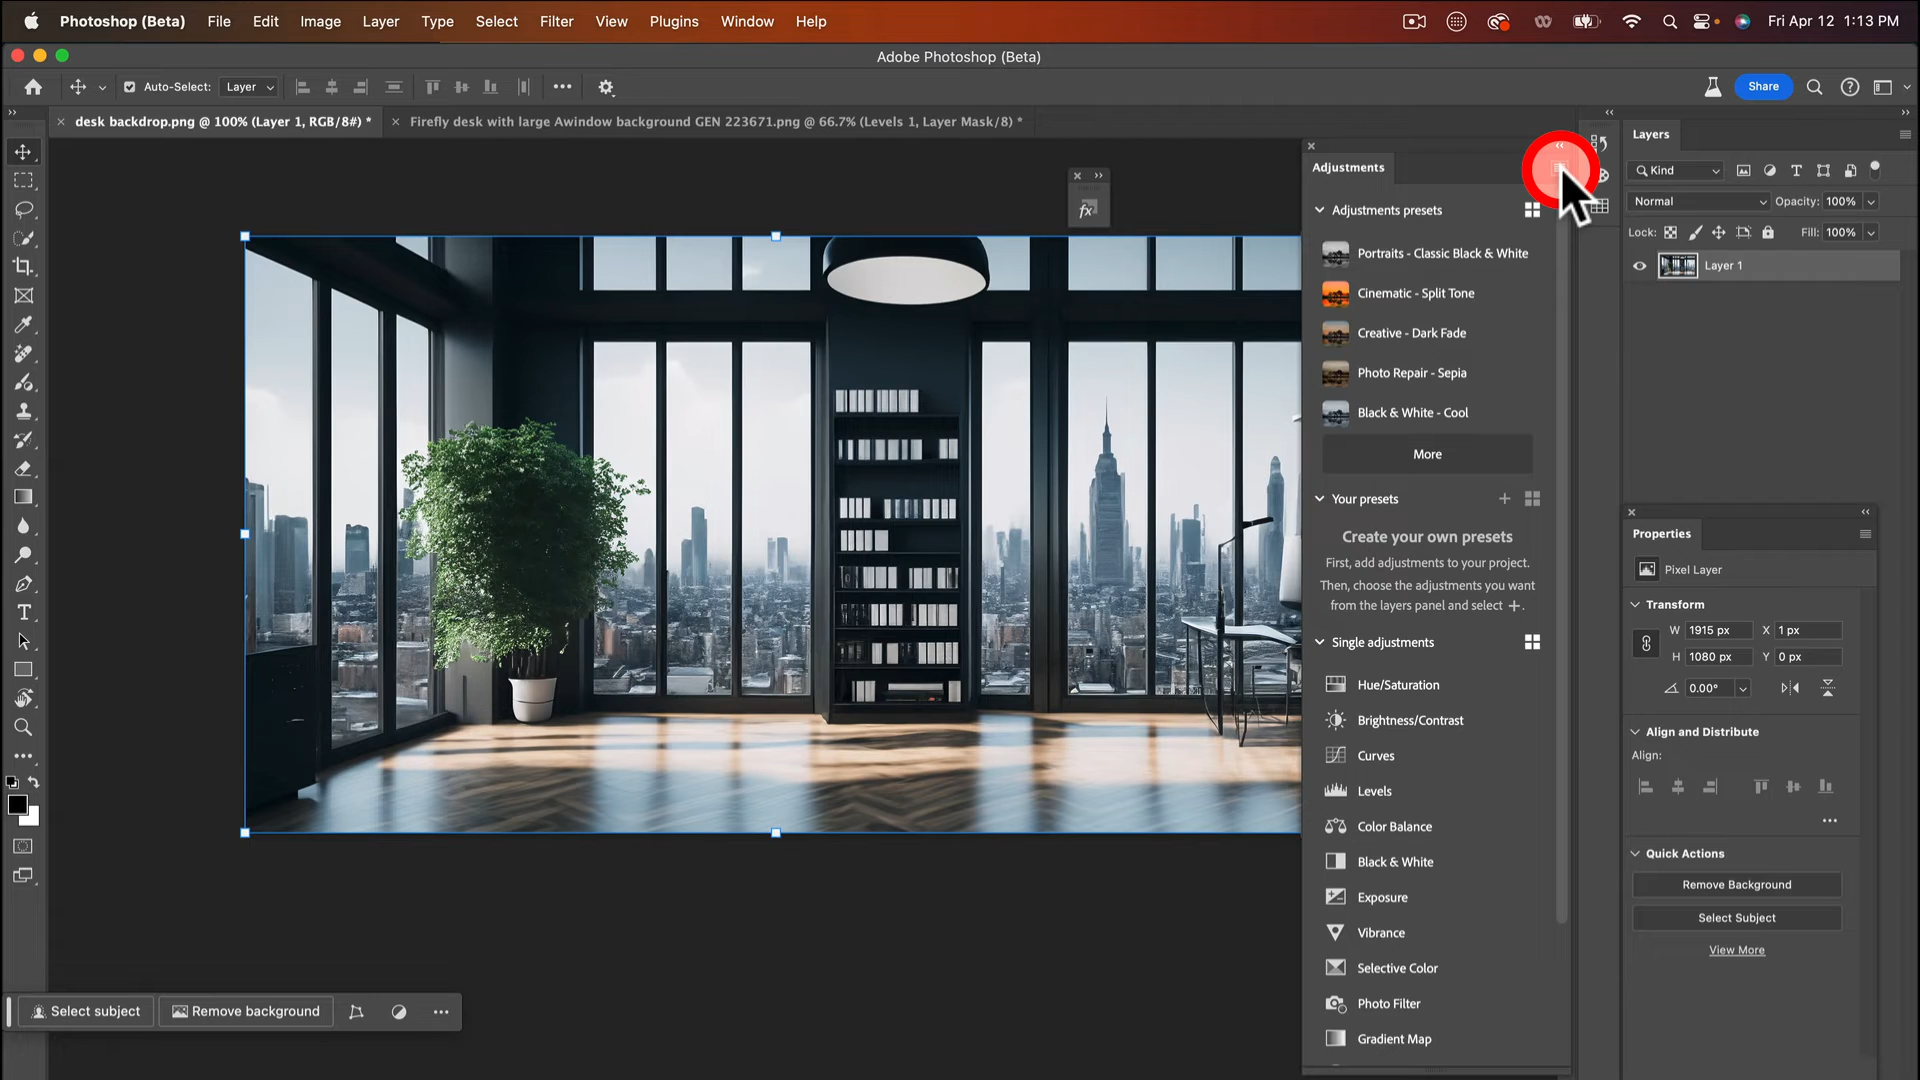 Photoshop (Beta) File Edit Image Layer Type Select Filter View Plugins Window Help Fri Apr 12 1:13 PM
Adobe Photoshop (Beta)
Auto-Select: Layer Share
desk backdrop.png @ 100% (Layer 1, RGB/8#) * Firefly desk with large Awindow background GEN 223671.png @ 66.7% (Levels 1, Layer Mask/8) *
Adjustments
Adjustments presets
Portraits - Classic Black & White
Cinematic - Split Tone
Creative - Dark Fade
Photo Repair - Sepia
Black & White - Cool
More
Your presets
Create your own presets
First, add adjustments to your project.
Then, choose the adjustments you want
from the layers panel and select +.
Single adjustments
Hue/Saturation
Brightness/Contrast
Curves
Levels
Color Balance
Black & White
Exposure
Vibrance
Selective Color
Photo Filter
Gradient Map
fx
Layers
Kind
Normal Opacity: 100%
Lock: Fill: 100%
Layer 1
Properties
Pixel Layer
Transform
W 1915 px X 1 px
H 1080 px Y 0 px
0.00°
Align and Distribute
Align:
Quick Actions
Remove Background
Select Subject
View More
Select subject Remove background